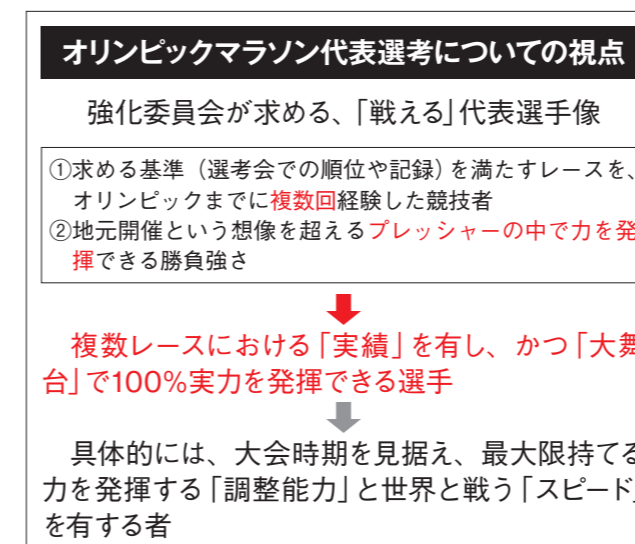 オリンピックマラソン代表選考についての視点
強化委員会が求める、「戦える」代表選手像
①求める基準（選考会での順位や記録）を満たすレースを、
オリンピックまでに複数回経験した競技者
②地元開催という想像を超えるプレッシャーの中で力を発
揮できる勝負強さ
複数レースにおける「実績」を有し、かつ「大舞
台」で100％実力を発揮できる選手
具体的には、大会時期を見据え、最大限持てる
力を発揮する「調整能力」と世界と戦う「スピード」
を有する者